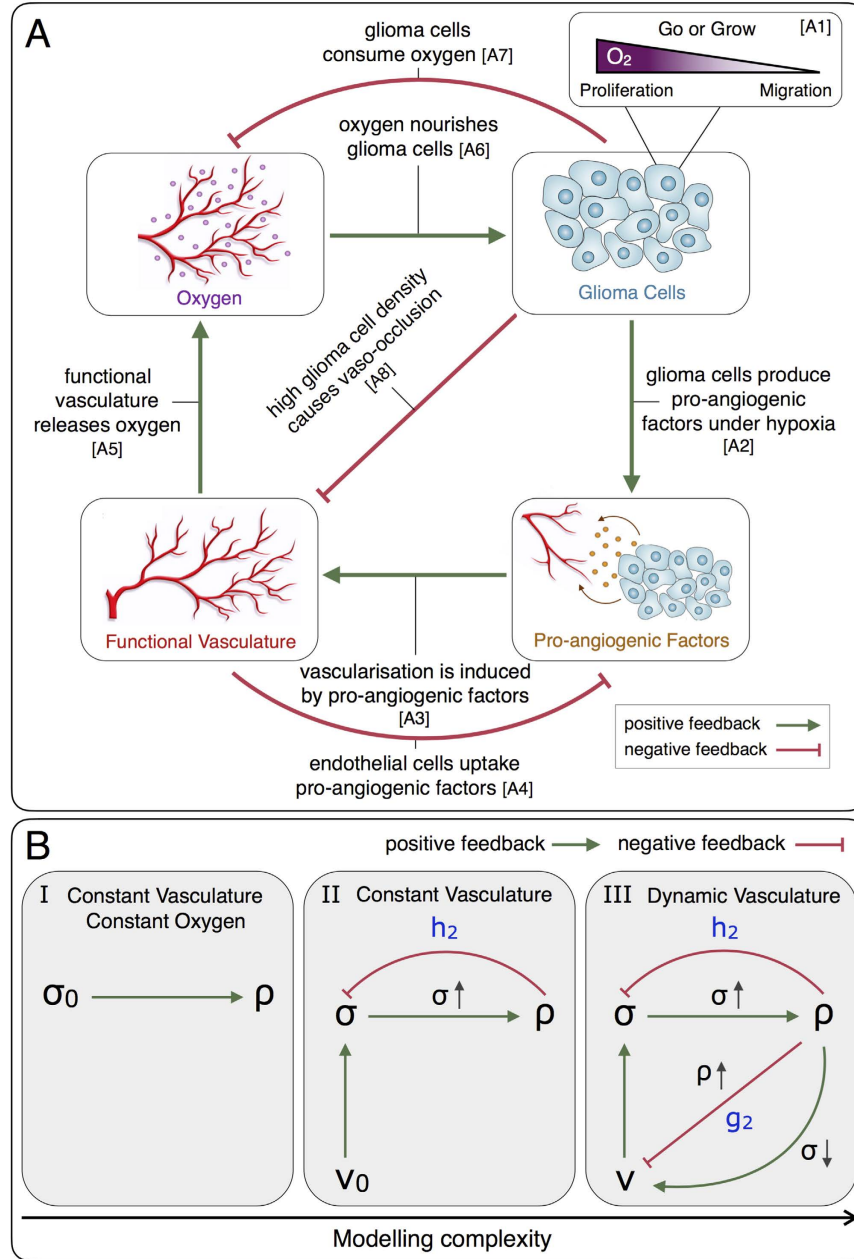 A
glioma cells
consume oxygen [A7]
Go or Grow
[A1]
O₂
Proliferation
Migration
oxygen nourishes
glioma cells [A6]
Oxygen
Glioma Cells
high glioma cell density
causes vaso-occlusion
[A8]
functional
vasculature
releases oxygen
[A5]
glioma cells produce
pro-angiogenic
factors under hypoxia
[A2]
Functional Vasculature
Pro-angiogenic Factors
vascularisation is induced
by pro-angiogenic factors
[A3]
endothelial cells uptake
pro-angiogenic factors [A4]
positive feedback
negative feedback
B
positive feedback
negative feedback
I Constant Vasculature
Constant Oxygen
σ₀
ρ
II Constant Vasculature
h₂
σ
σ↑
ρ
v₀
III Dynamic Vasculature
h₂
σ
σ↑
ρ
ρ↑
g₂
σ↓
v
Modelling complexity